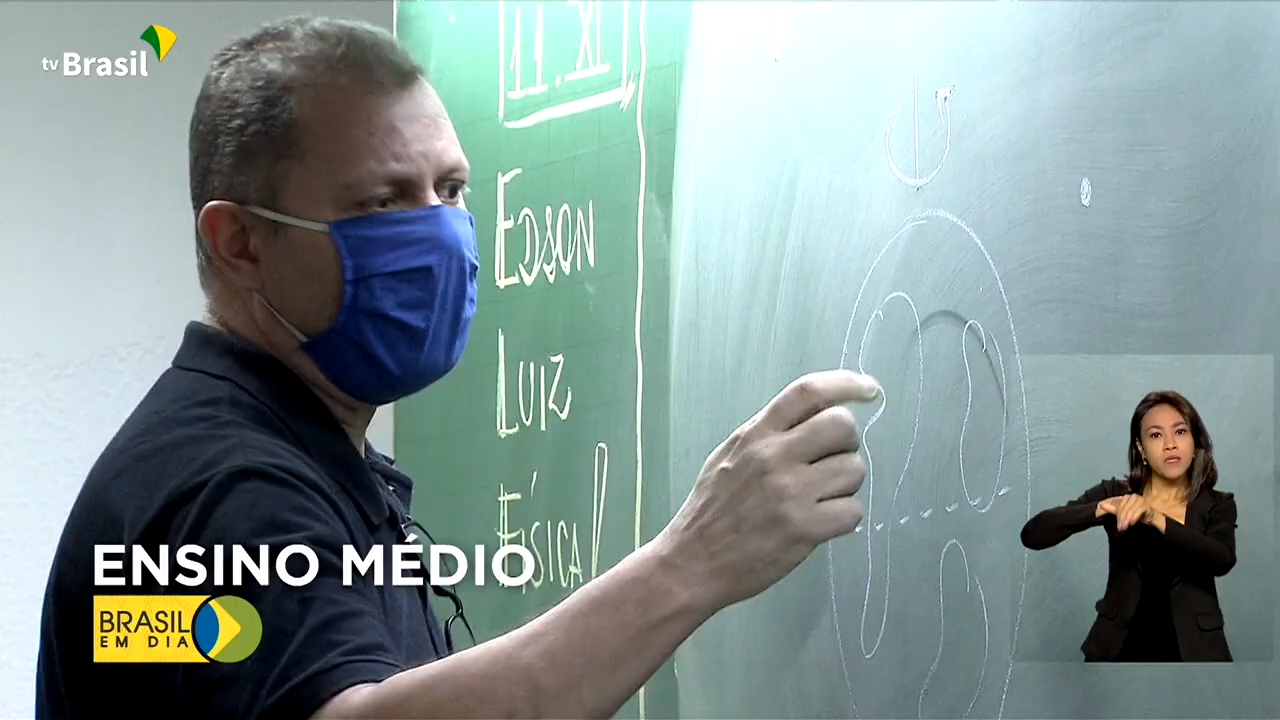 tv Brasil
11.XI
EDSON
LUIZ
FÍSICA
ENSINO MÉDIO
BRASIL
EM DIA